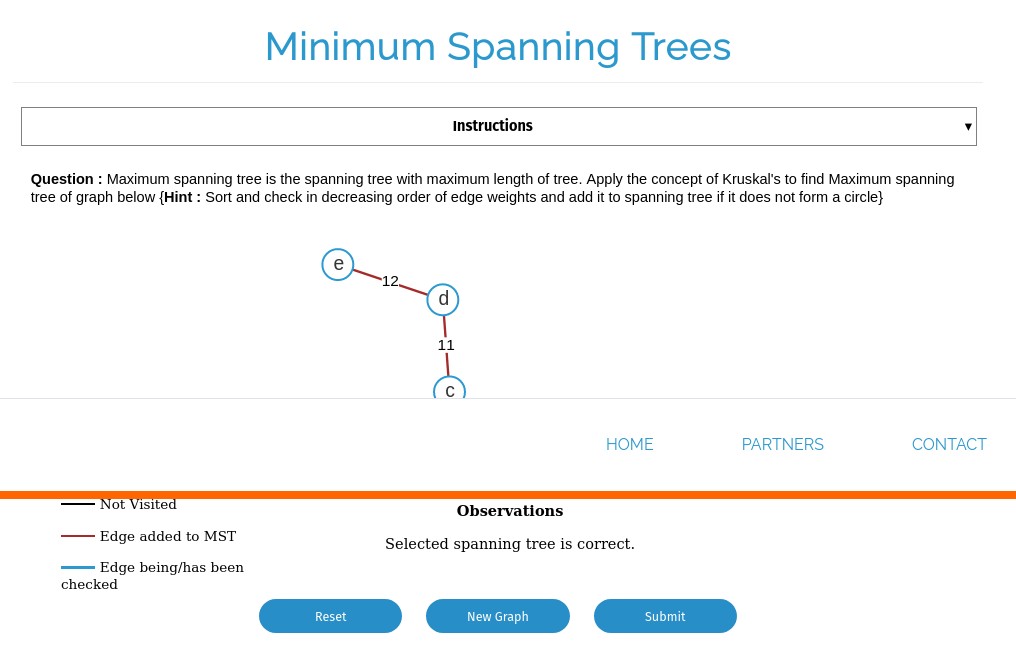 Minimum Spanning Trees
Instructions ▼
Question : Maximum spanning tree is the spanning tree with maximum length of tree. Apply the concept of Kruskal's to find Maximum spanning
tree of graph below {Hint : Sort and check in decreasing order of edge weights and add it to spanning tree if it does not form a circle}
e
12
d
11
c
HOME PARTNERS CONTACT
Not Visited
Observations
Edge added to MST
Selected spanning tree is correct.
Edge being/has been
checked
Reset New Graph Submit